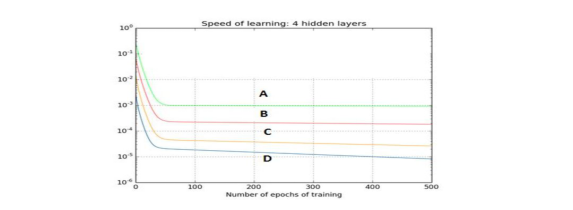 Speed of learning: 4 hidden layers
10⁰
10⁻¹
10⁻²
10⁻³
10⁻⁴
10⁻⁵
10⁻⁶
A
B
C
D
0 100 200 300 400 500
Number of epochs of training